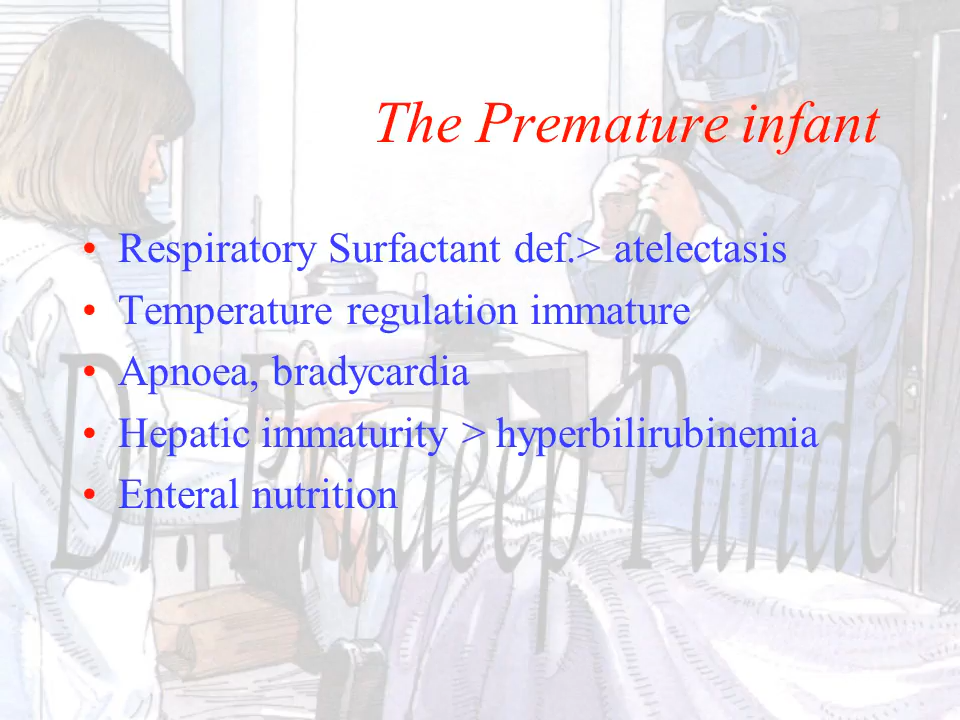 The Premature infant
• Respiratory Surfactant def.> atelectasis
• Temperature regulation immature
• Apnoea, bradycardia
• Hepatic immaturity > hyperbilirubinemia
• Enteral nutrition
Dr. Pradeep Pande